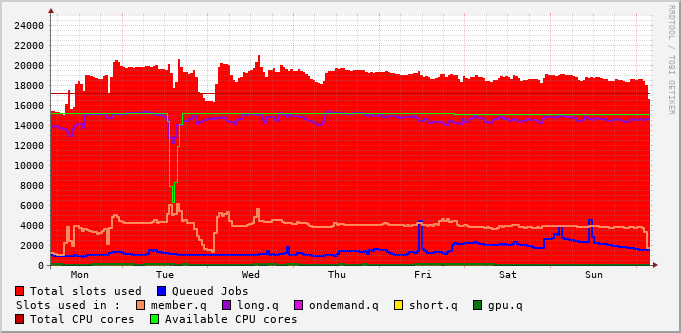 RRDTOOL / TOBI OETIKER
24000
22000
20000
18000
16000
14000
12000
10000
8000
6000
4000
2000
0
Mon Tue Wed Thu Fri Sat Sun
Total slots used Queued Jobs
Slots used in : member.q long.q ondemand.q short.q gpu.q
Total CPU cores Available CPU cores